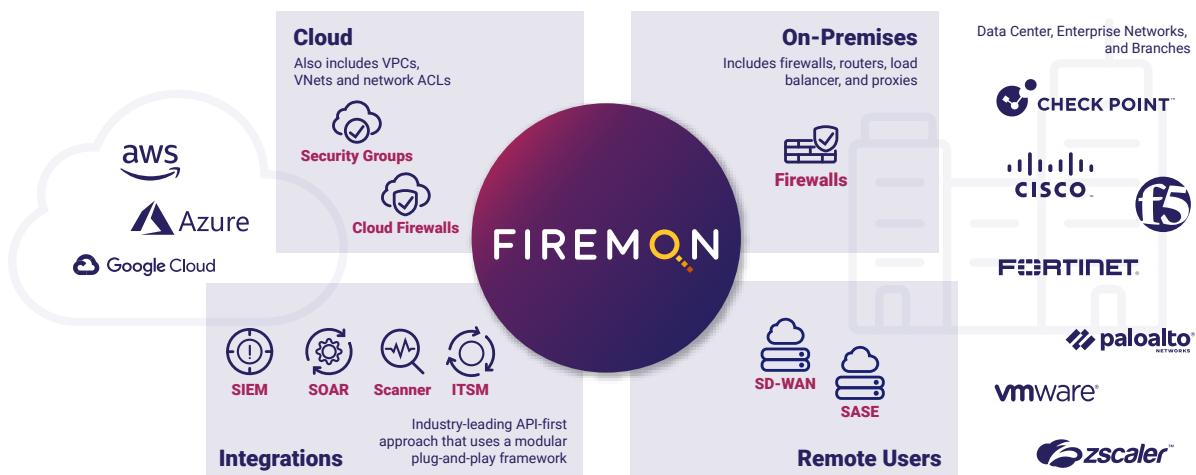 Cloud
Also includes VPCs,
VNets and network ACLs
Security Groups
Cloud Firewalls
aws
Azure
Google Cloud
On-Premises
Includes firewalls, routers, load
balancer, and proxies
Firewalls
Data Center, Enterprise Networks,
and Branches
CHECK POINT™
CISCO
f5
FORTINET®
paloalto®
NETWORKS
vmware®
zscaler™
FIREMON
SIEM
SOAR
Scanner
ITSM
Industry-leading API-first
approach that uses a modular
plug-and-play framework
Integrations
SD-WAN
SASE
Remote Users